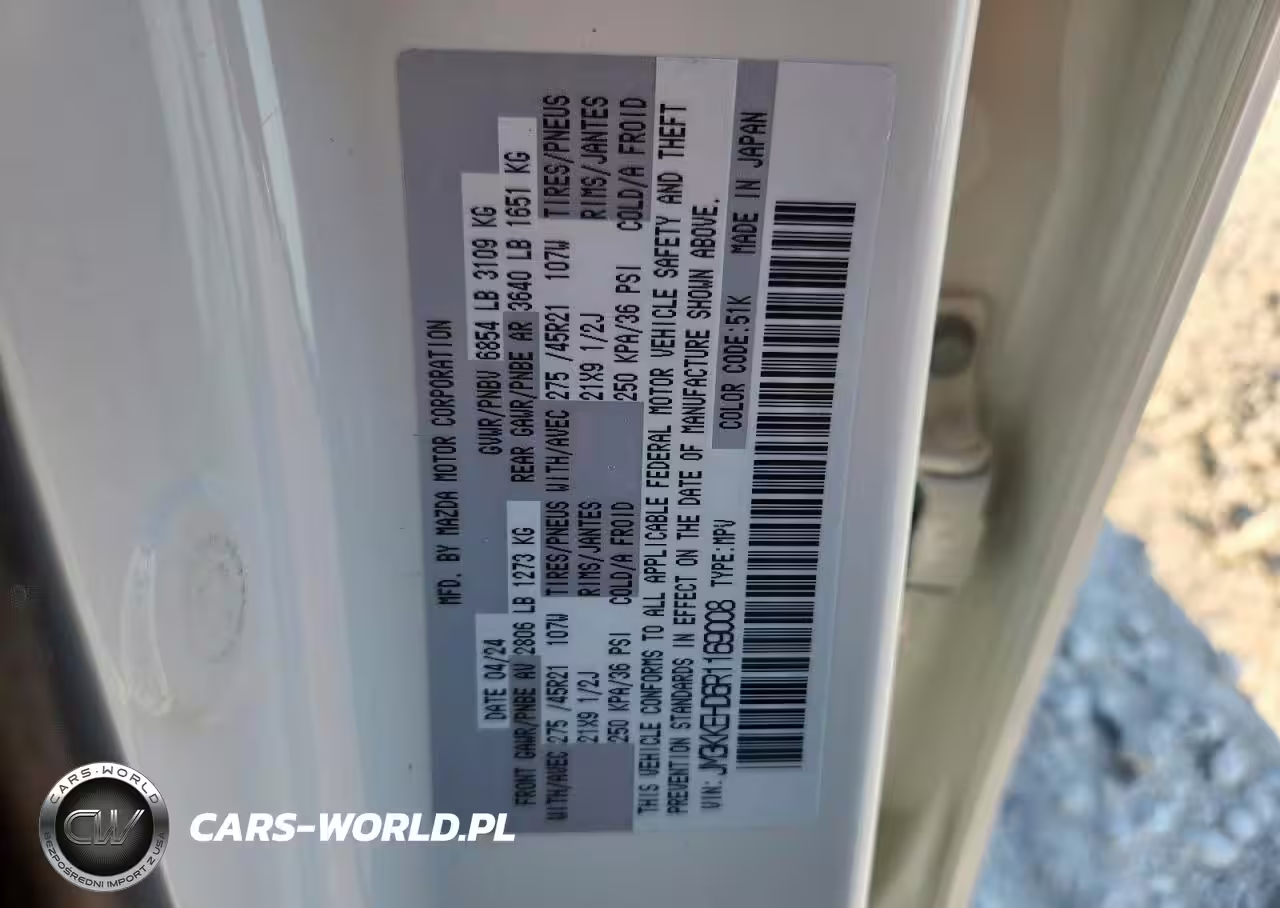 MFD. BY MAZDA MOTOR CORPORATION
DATE 04/24 GVWR/PNBV 6854 LB 3109 KG
FRONT GAWR/PNBE AV 2806 LB 1273 KG REAR GAWR/PNBE AR 3640 LB 1651 KG
WITH/AVEC 275 /45R21 107W TIRES/PNEUS WITH/AVEC 275 /45R21 107W TIRES/PNEUS
21X9 1/2J RIMS/JANTES 21X9 1/2J RIMS/JANTES
250 KPA/36 PSI COLD/A FROID 250 KPA/36 PSI COLD/A FROID
THIS VEHICLE CONFORMS TO ALL APPLICABLE FEDERAL MOTOR VEHICLE SAFETY AND THEFT
PREVENTION STANDARDS IN EFFECT ON THE DATE OF MANUFACTURE SHOWN ABOVE.
VIN: JM3KKEHD6R1169008 TYPE:MPV COLOR CODE:51K MADE IN JAPAN
CARS-WORLD
CW
BEZPOŚREDNI IMPORT Z USA
CARS-WORLD.PL